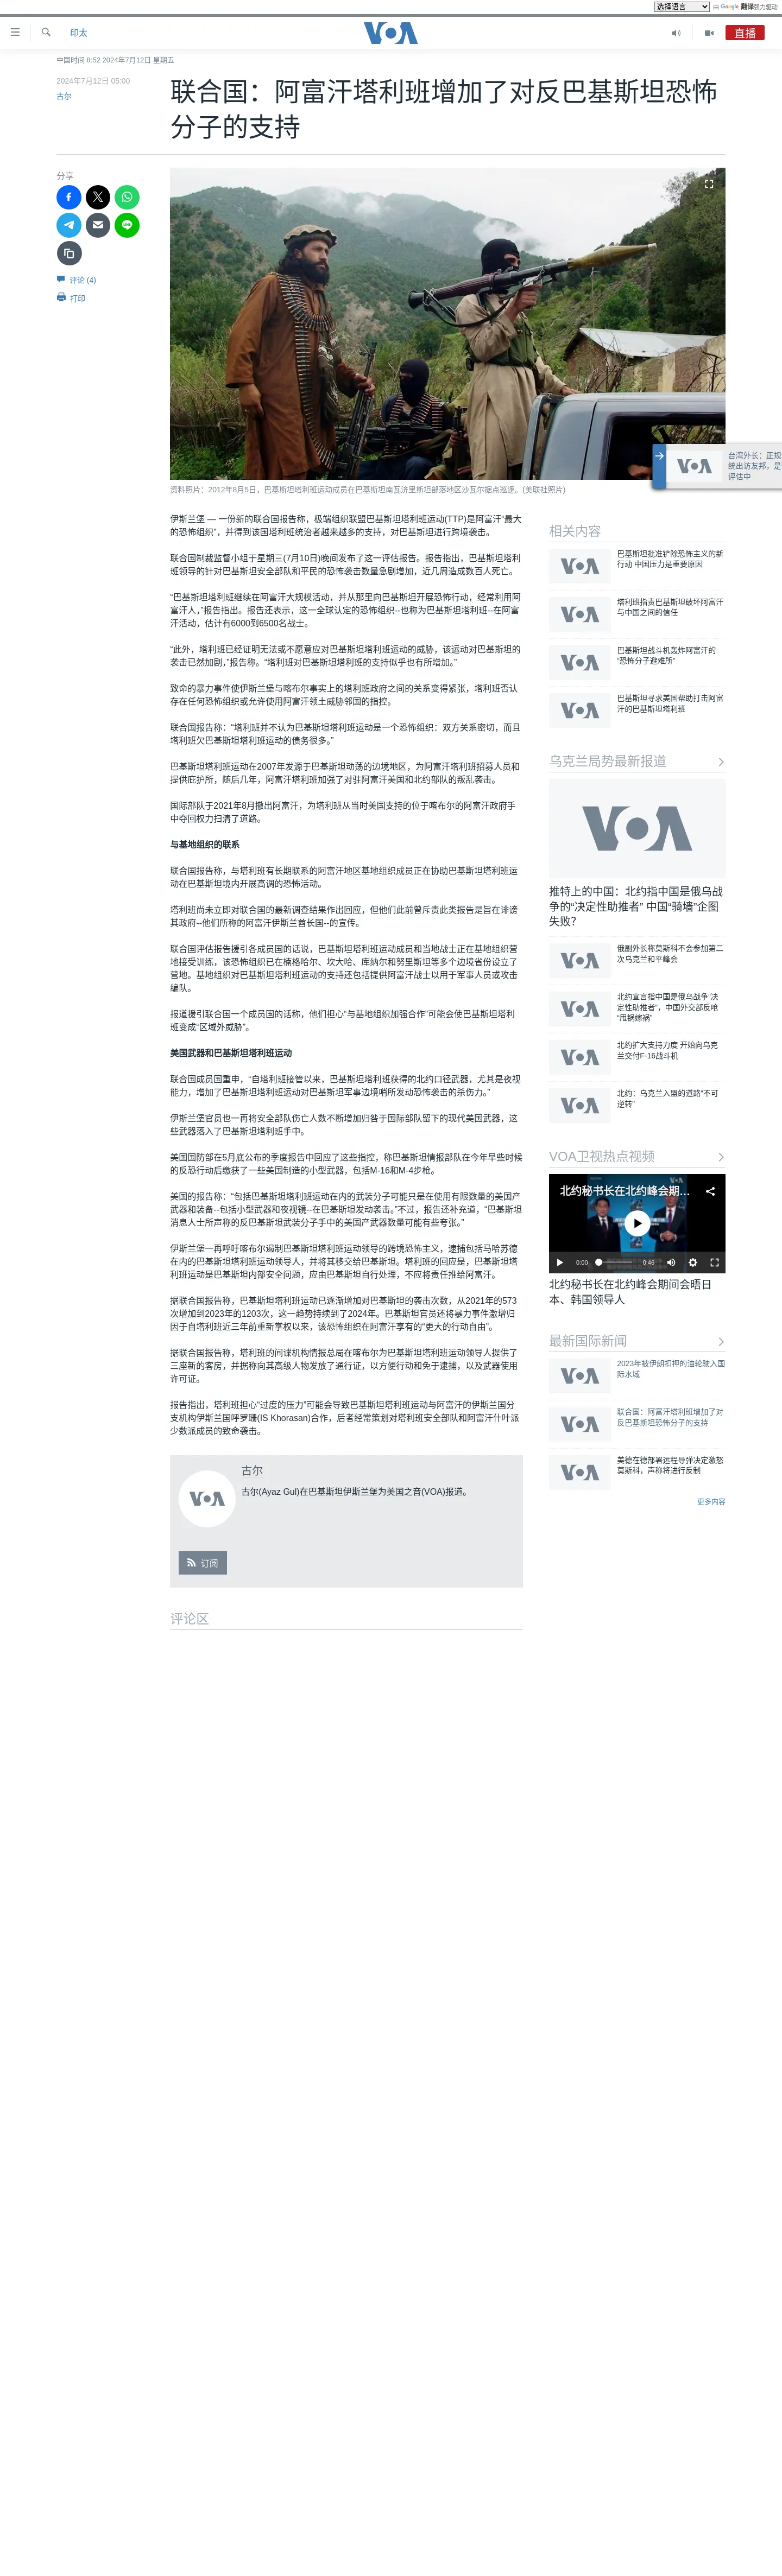 选择语言
由 Google 翻译强力驱动
印太
VOA
直播
中国时间 8:52 2024年7月12日 星期五
2024年7月12日 05:00
古尔
联合国：阿富汗塔利班增加了对反巴基斯坦恐怖
分子的支持
分享
评论 (4)
打印
资料照片：2012年8月5日，巴基斯坦塔利班运动成员在巴基斯坦南瓦济里斯坦部落地区沙瓦尔据点巡逻。(美联社照片)
台湾外长：正规
统出访友邦，是
评估中
伊斯兰堡 — 一份新的联合国报告称，极端组织联盟巴基斯坦塔利班运动(TTP)是阿富汗“最大
的恐怖组织”，并得到该国塔利班统治者越来越多的支持，对巴基斯坦进行跨境袭击。
联合国制裁监督小组于星期三(7月10日)晚间发布了这一评估报告。报告指出，巴基斯坦塔利
班领导的针对巴基斯坦安全部队和平民的恐怖袭击数量急剧增加，近几周造成数百人死亡。
“巴基斯坦塔利班继续在阿富汗大规模活动，并从那里向巴基斯坦开展恐怖行动，经常利用阿
富汗人，”报告指出。报告还表示，这一全球认定的恐怖组织--也称为巴基斯坦塔利班--在阿富
汗活动，估计有6000到6500名战士。
“此外，塔利班已经证明无法或不愿意应对巴基斯坦塔利班运动的威胁，该运动对巴基斯坦的
袭击已然加剧，”报告称。“塔利班对巴基斯坦塔利班的支持似乎也有所增加。”
致命的暴力事件使伊斯兰堡与喀布尔事实上的塔利班政府之间的关系变得紧张，塔利班否认
存在任何恐怖组织或允许使用阿富汗领土威胁邻国的指控。
联合国报告称：“塔利班并不认为巴基斯坦塔利班运动是一个恐怖组织：双方关系密切，而且
塔利班欠巴基斯坦塔利班运动的债务很多。”
巴基斯坦塔利班运动在2007年发源于巴基斯坦动荡的边境地区，为阿富汗塔利班招募人员和
提供庇护所，随后几年，阿富汗塔利班加强了对驻阿富汗美国和北约部队的叛乱袭击。
国际部队于2021年8月撤出阿富汗，为塔利班从当时美国支持的位于喀布尔的阿富汗政府手
中夺回权力扫清了道路。
与基地组织的联系
联合国报告称，与塔利班有长期联系的阿富汗地区基地组织成员正在协助巴基斯坦塔利班运
动在巴基斯坦境内开展高调的恐怖活动。
塔利班尚未立即对联合国的最新调查结果作出回应，但他们此前曾斥责此类报告是旨在诽谤
其政府--他们所称的阿富汗伊斯兰酋长国--的宣传。
联合国评估报告援引各成员国的话说，巴基斯坦塔利班运动成员和当地战士正在基地组织营
地接受训练，该恐怖组织已在楠格哈尔、坎大哈、库纳尔和努里斯坦等多个边境省份设立了
营地。基地组织对巴基斯坦塔利班运动的支持还包括提供阿富汗战士以用于军事人员或攻击
编队。
报道援引联合国一个成员国的话称，他们担心“与基地组织加强合作”可能会使巴基斯坦塔利
班变成“区域外威胁”。
美国武器和巴基斯坦塔利班运动
联合国成员国重申，“自塔利班接管以来，巴基斯坦塔利班获得的北约口径武器，尤其是夜视
能力，增加了巴基斯坦塔利班运动对巴基斯坦军事边境哨所发动恐怖袭击的杀伤力。”
伊斯兰堡官员也一再将安全部队伤亡人数不断增加归咎于国际部队留下的现代美国武器，这
些武器落入了巴基斯坦塔利班手中。
美国国防部在5月底公布的季度报告中回应了这些指控，称巴基斯坦情报部队在今年早些时候
的反恐行动后缴获了一些美国制造的小型武器，包括M-16和M-4步枪。
美国的报告称：“包括巴基斯坦塔利班运动在内的武装分子可能只是在使用有限数量的美国产
武器和装备--包括小型武器和夜视镜--在巴基斯坦发动袭击。”不过，报告还补充道，“巴基斯坦
消息人士所声称的反巴基斯坦武装分子手中的美国产武器数量可能有些夸张。”
伊斯兰堡一再呼吁喀布尔遏制巴基斯坦塔利班运动领导的跨境恐怖主义，逮捕包括马哈苏德
在内的巴基斯坦塔利班运动领导人，并将其移交给巴基斯坦。塔利班的回应是，巴基斯坦塔
利班运动是巴基斯坦内部安全问题，应由巴基斯坦自行处理，不应将责任推给阿富汗。
据联合国报告称，巴基斯坦塔利班运动已逐渐增加对巴基斯坦的袭击次数，从2021年的573
次增加到2023年的1203次，这一趋势持续到了2024年。巴基斯坦官员还将暴力事件激增归
因于自塔利班近三年前重新掌权以来，该恐怖组织在阿富汗享有的“更大的行动自由”。
据联合国报告称，塔利班的间谍机构情报总局在喀布尔为巴基斯坦塔利班运动领导人提供了
三座新的客房，并据称向其高级人物发放了通行证，以方便行动和免于逮捕，以及武器使用
许可证。
报告指出，塔利班担心“过度的压力”可能会导致巴基斯坦塔利班运动与阿富汗的伊斯兰国分
支机构伊斯兰国呼罗珊(IS Khorasan)合作，后者经常策划对塔利班安全部队和阿富汗什叶派
少数派成员的致命袭击。
VOA
古尔
古尔(Ayaz Gul)在巴基斯坦伊斯兰堡为美国之音(VOA)报道。
订阅
评论区
相关内容
巴基斯坦批准铲除恐怖主义的新
行动 中国压力是重要原因
塔利班指责巴基斯坦破坏阿富汗
与中国之间的信任
巴基斯坦战斗机轰炸阿富汗的
“恐怖分子避难所”
巴基斯坦寻求美国帮助打击阿富
汗的巴基斯坦塔利班
乌克兰局势最新报道
VOA
推特上的中国：北约指中国是俄乌战
争的“决定性助推者” 中国“骑墙”企图
失败？
俄副外长称莫斯科不会参加第二
次乌克兰和平峰会
北约宣言指中国是俄乌战争“决
定性助推者”，中国外交部反呛
“甩锅嫁祸”
北约扩大支持力度 开始向乌克
兰交付F-16战斗机
北约：乌克兰入盟的道路“不可
逆转”
VOA卫视热点视频
北约秘书长在北约峰会期...
0:00
0:46
北约秘书长在北约峰会期间会晤日
本、韩国领导人
最新国际新闻
2023年被伊朗扣押的油轮驶入国
际水域
联合国：阿富汗塔利班增加了对
反巴基斯坦恐怖分子的支持
美德在德部署远程导弹决定激怒
莫斯科，声称将进行反制
更多内容